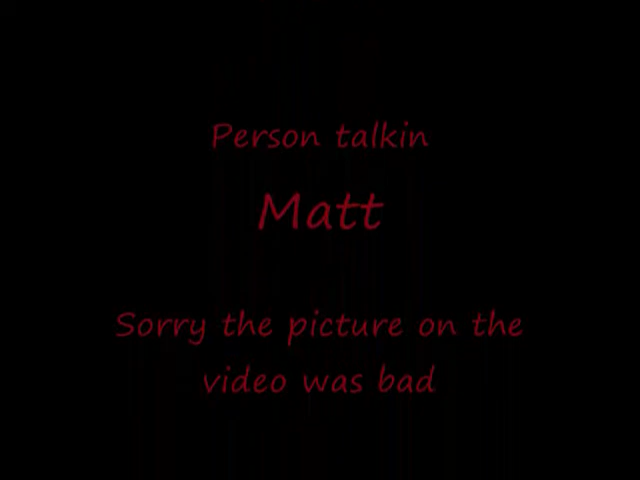 Person talkin
Matt
Sorry the picture on the
video was bad